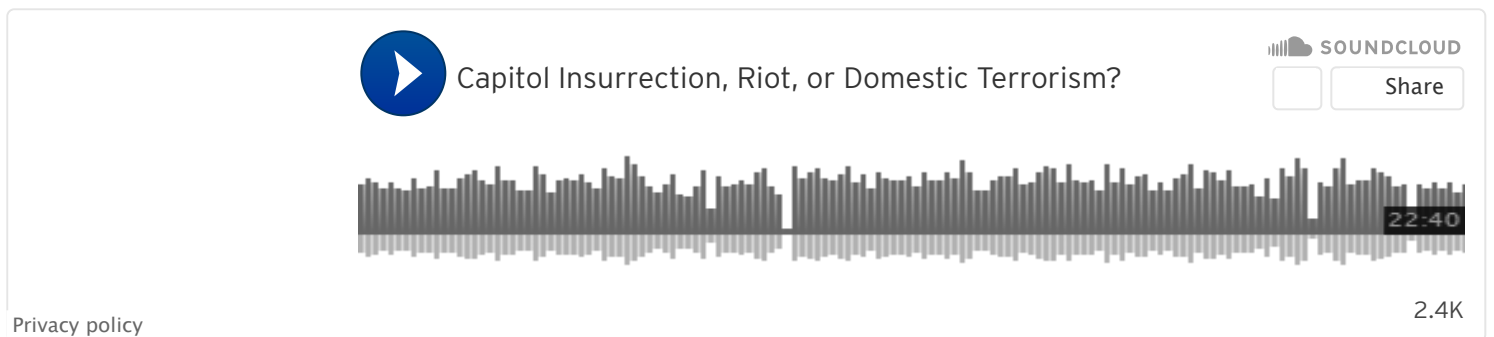 SOUNDCLOUD
Capitol Insurrection, Riot, or Domestic Terrorism?
Share
22:40
2.4K
Privacy policy